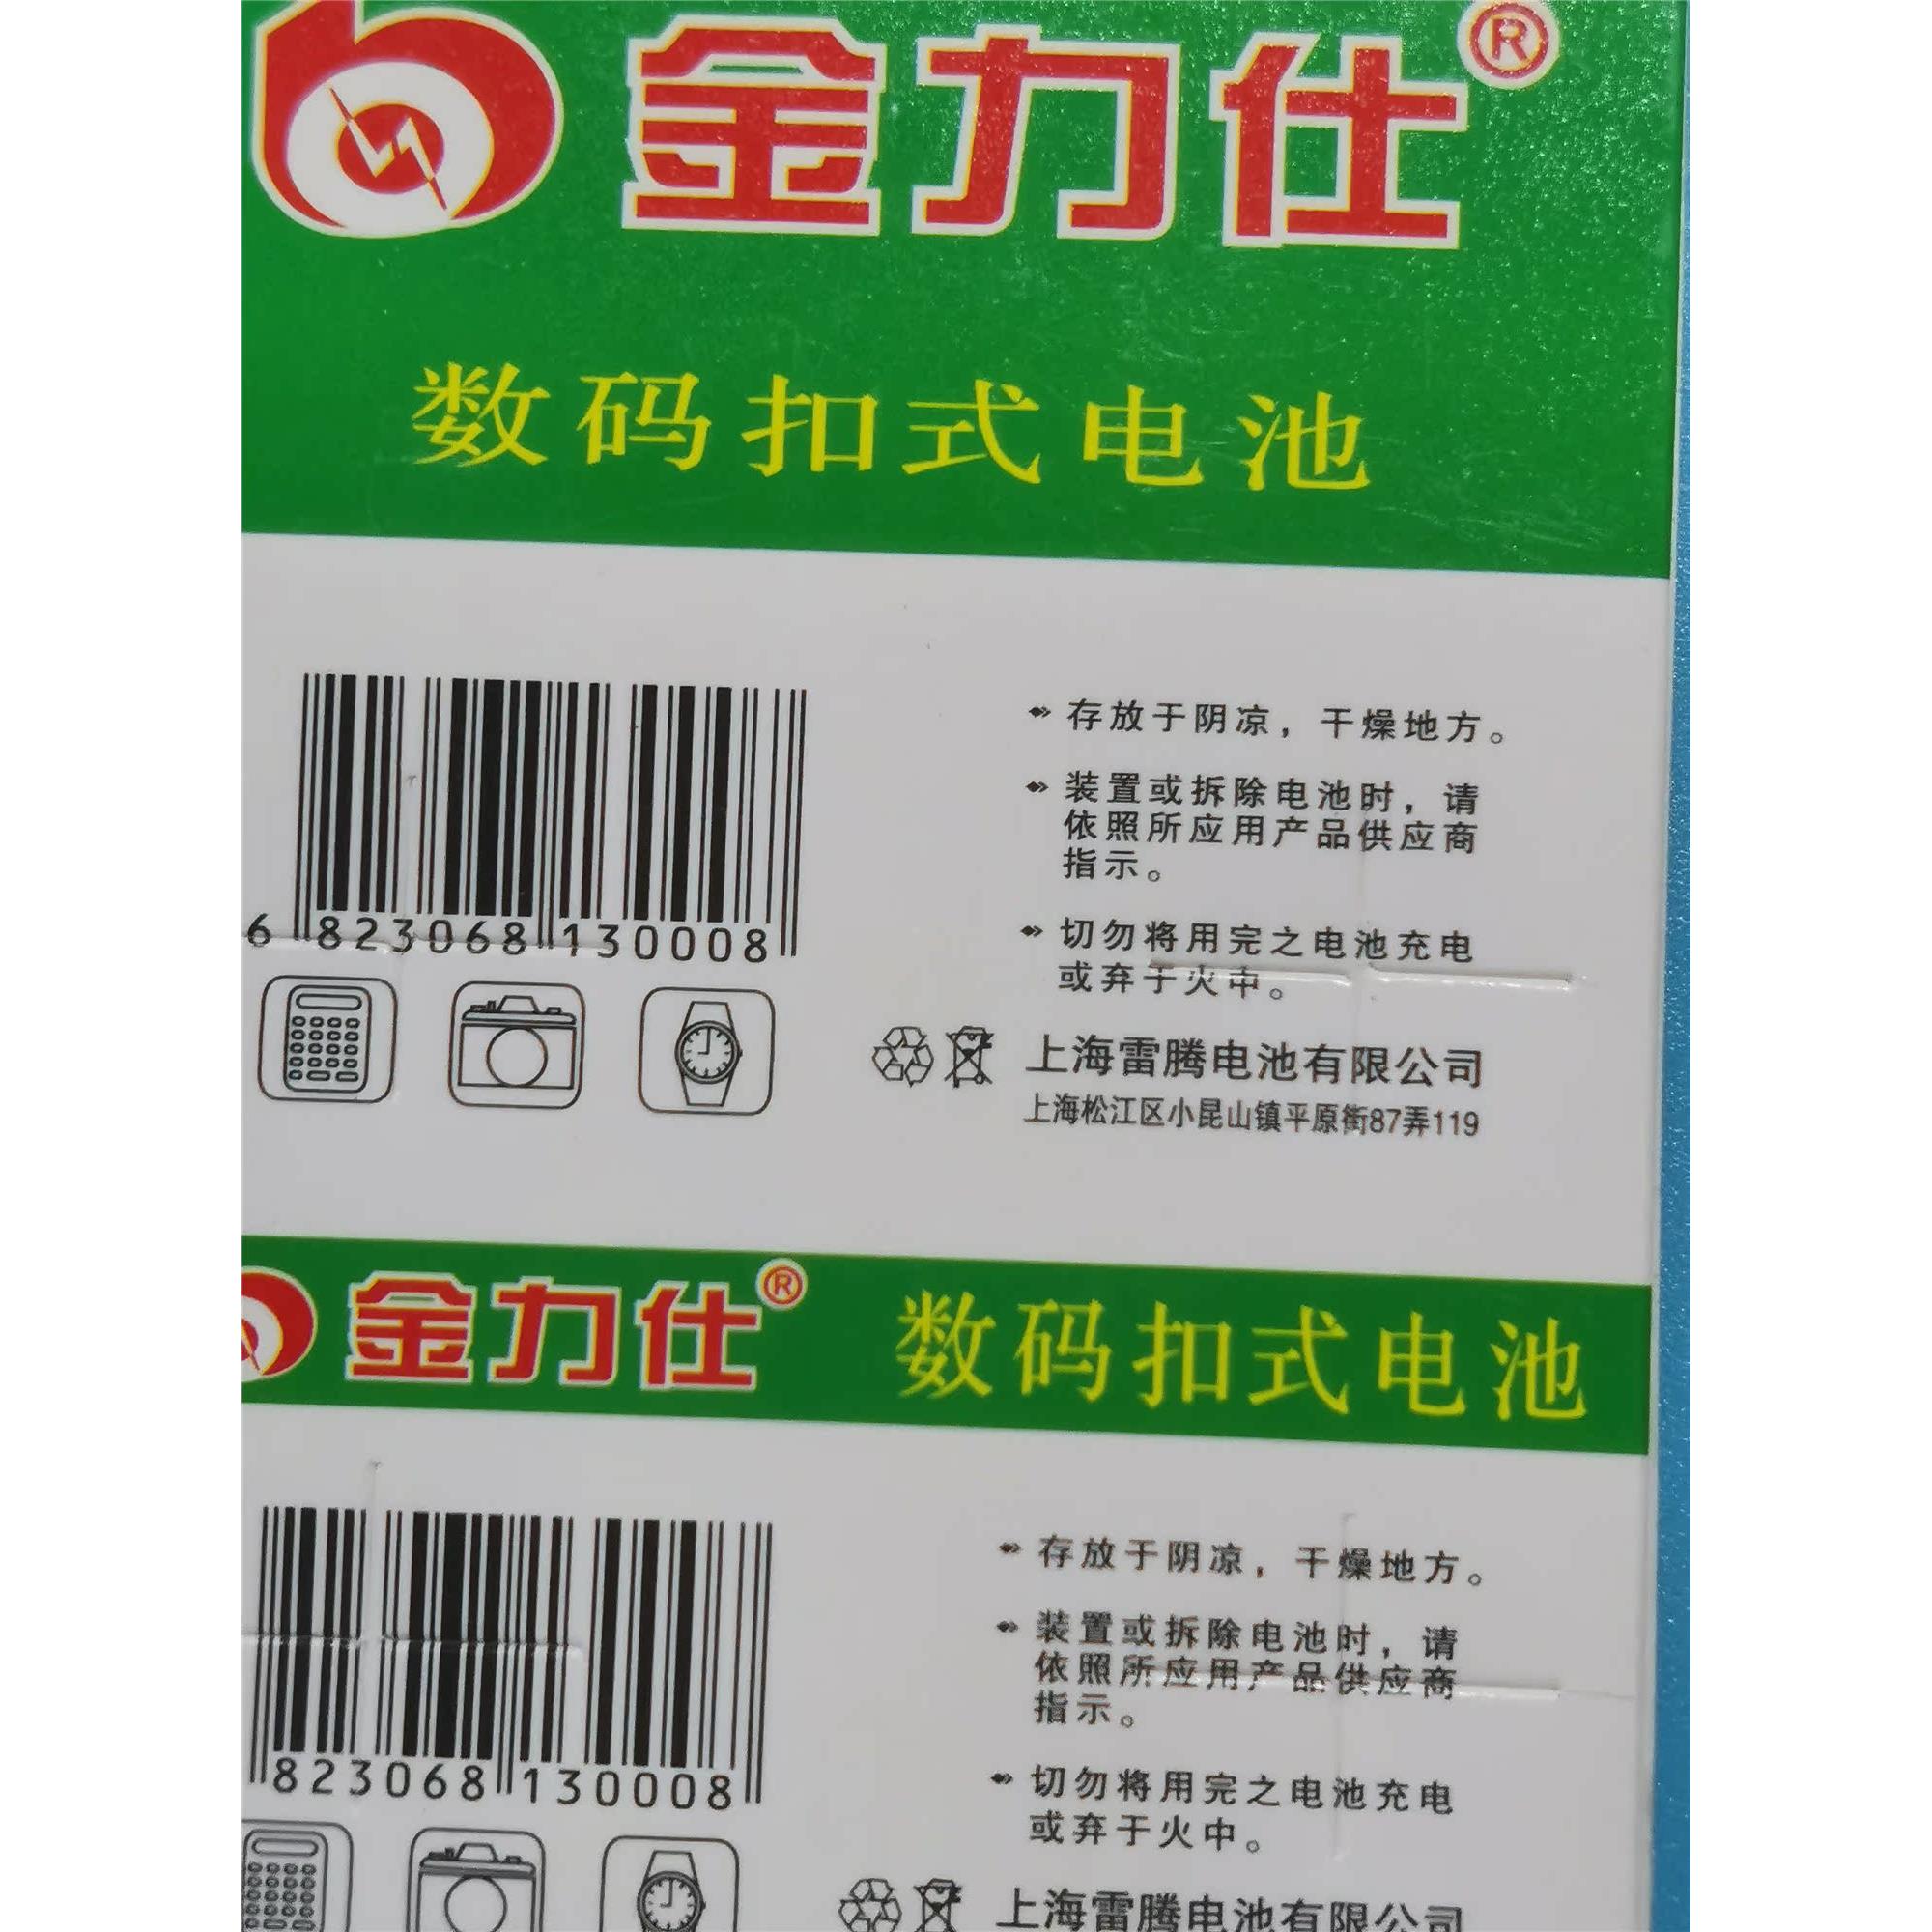 金力仕®
数码扣式电池
存放于阴凉，干燥地方。
装置或拆除电池时，请
依照所应用产品供应商
指示。
切勿将用完之电池充电
或弃于火中。
6 823068 130008
上海雷腾电池有限公司
上海松江区小昆山镇平原街87弄119
金力仕® 数码扣式电池
存放于阴凉，干燥地方。
装置或拆除电池时，请
依照所应用产品供应商
指示。
切勿将用完之电池充电
或弃于火中。
823068 130008
上海雷腾电池有限公司